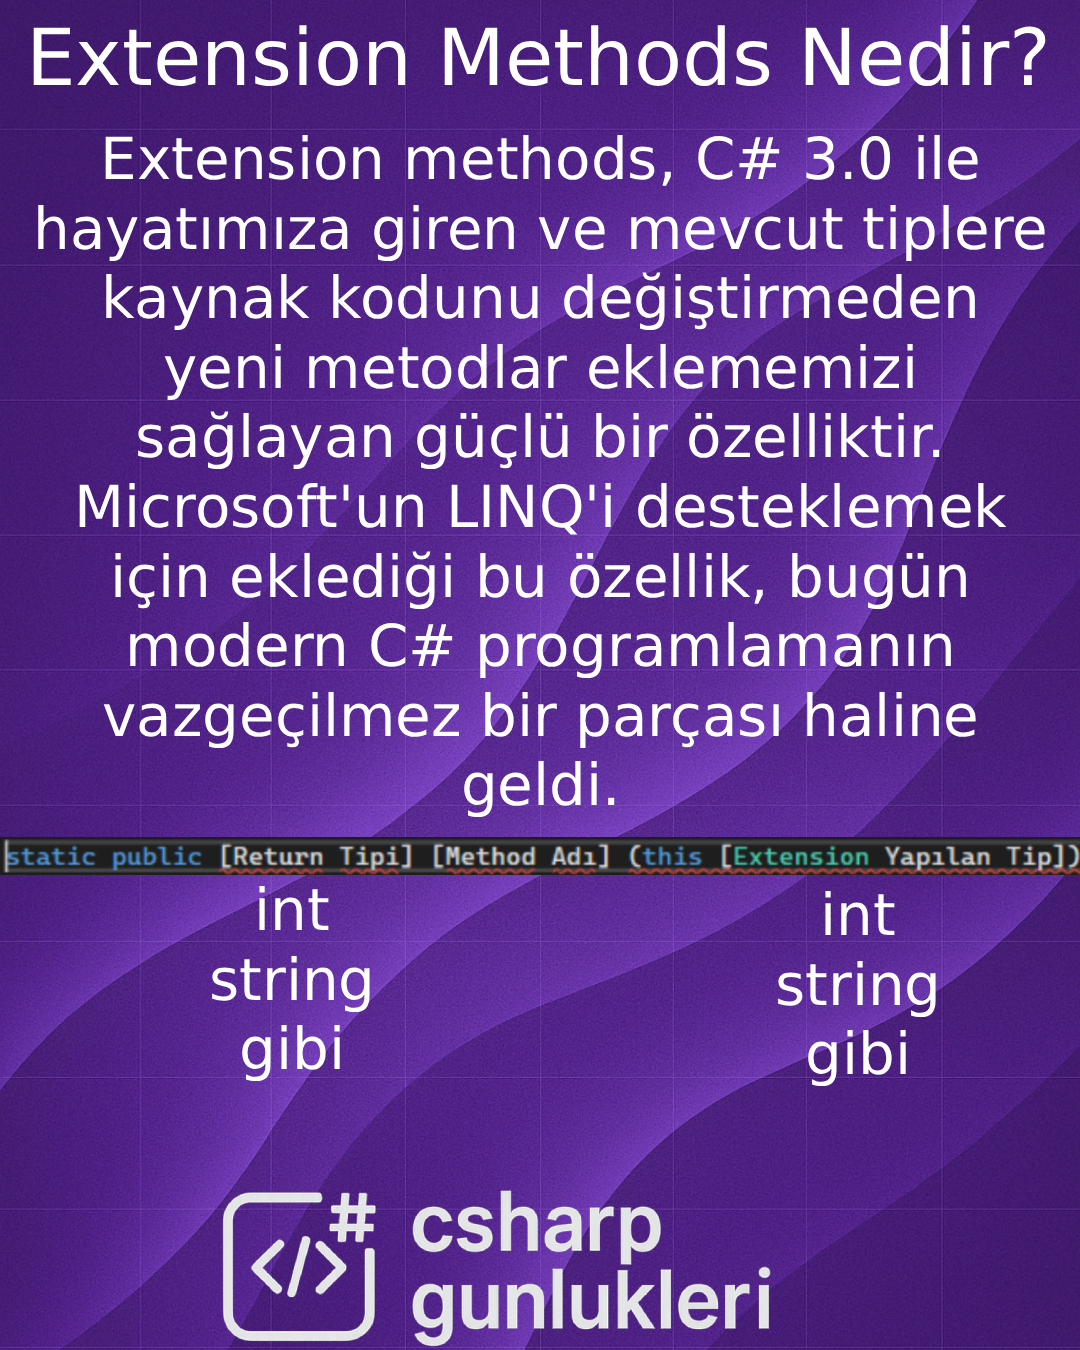 Extension Methods Nedir?
Extension methods, C# 3.0 ile
hayatımıza giren ve mevcut tiplere
kaynak kodunu değiştirmeden
yeni metodlar eklememizi
sağlayan güçlü bir özelliktir.
Microsoft'un LINQ'i desteklemek
için eklediği bu özellik, bugün
modern C# programlamanın
vazgeçilmez bir parçası haline
geldi.
static public [Return Tipi] [Method Adı] (this [Extension Yapılan Tip])
int
string
gibi
int
string
gibi
</>#
csharp
gunlukleri